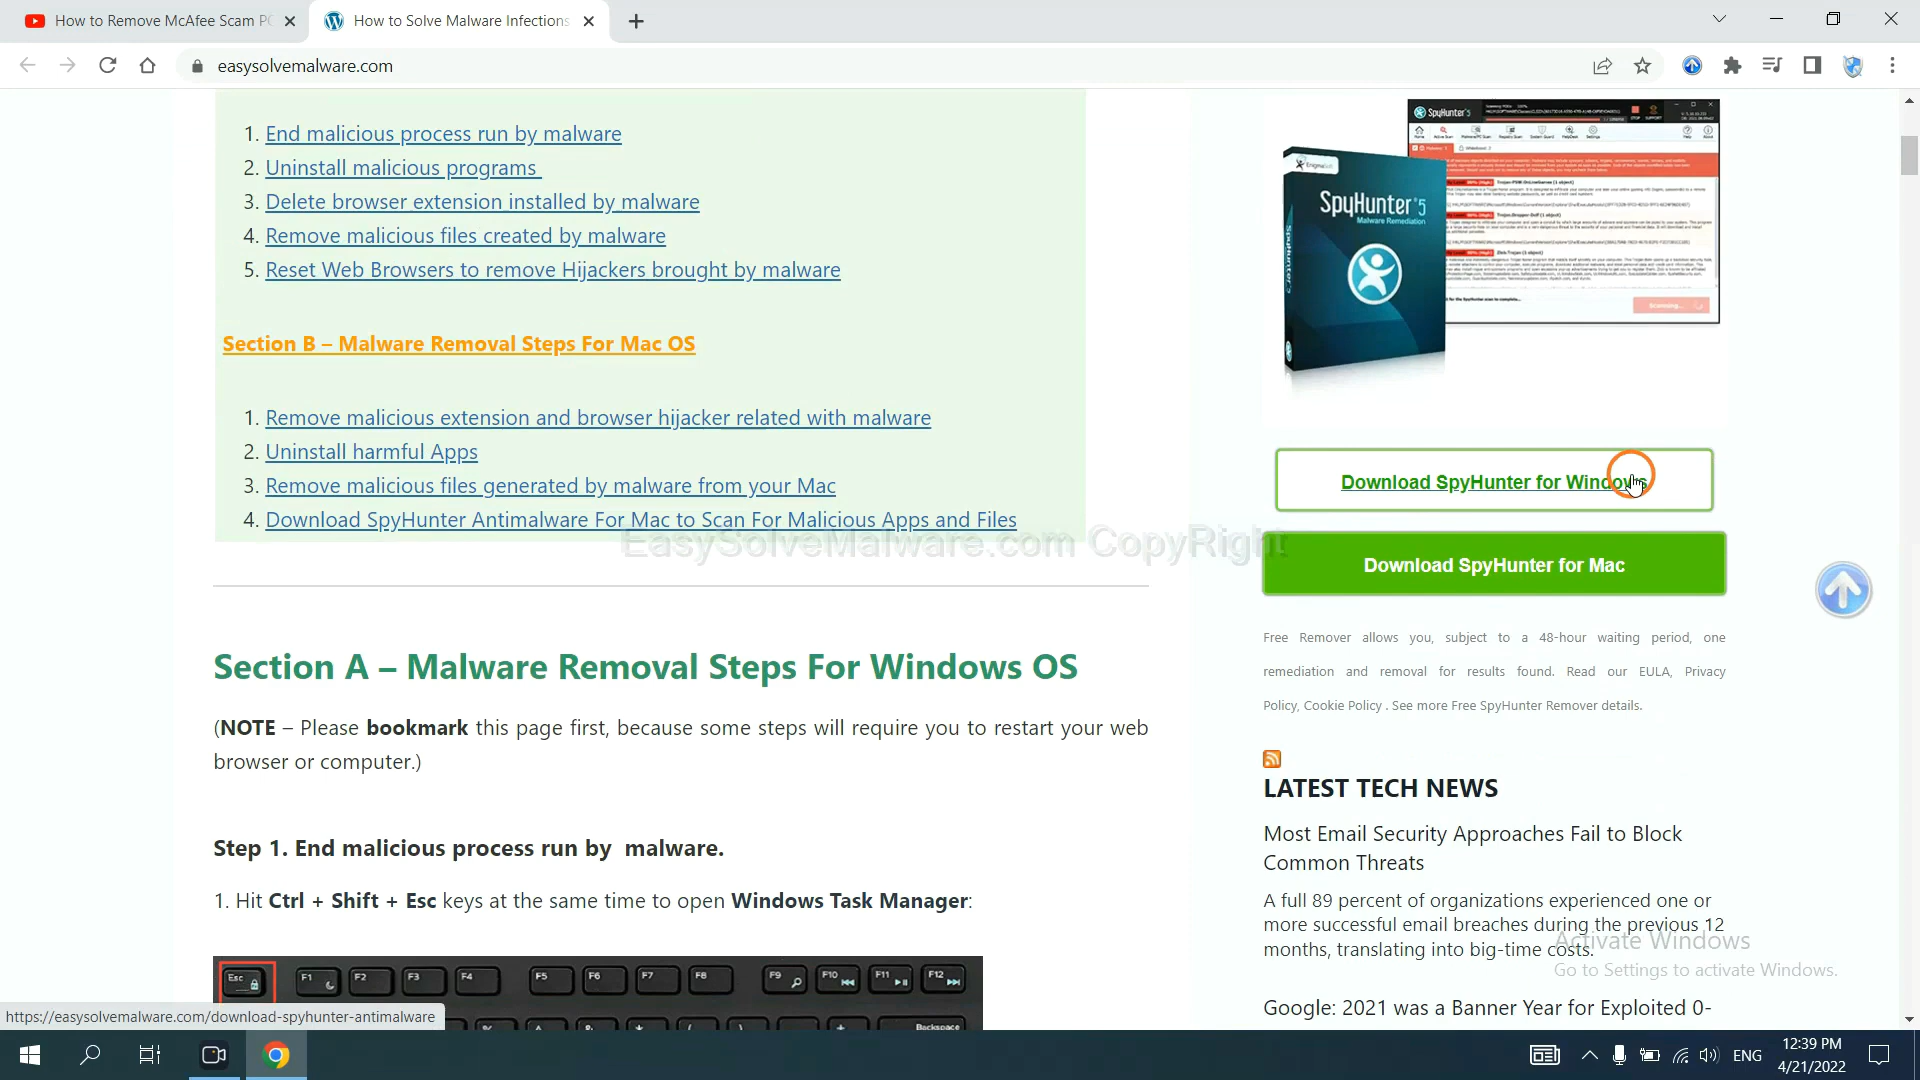 How to Remove McAfee Scam P
How to Solve Malware Infections
easysolvemalware.com
1. End malicious process run by malware
2. Uninstall malicious programs
3. Delete browser extension installed by malware
4. Remove malicious files created by malware
5. Reset Web Browsers to remove Hijackers brought by malware
Section B – Malware Removal Steps For Mac OS
1. Remove malicious extension and browser hijacker related with malware
2. Uninstall harmful Apps
3. Remove malicious files generated by malware from your Mac
4. Download SpyHunter Antimalware For Mac to Scan For Malicious Apps and Files
EasySolveMalware.com CopyRight
Section A – Malware Removal Steps For Windows OS
(NOTE – Please bookmark this page first, because some steps will require you to restart your web
browser or computer.)
Step 1. End malicious process run by malware.
1. Hit Ctrl + Shift + Esc keys at the same time to open Windows Task Manager:
Esc F1 F2 F3 F4 F5 F6 F7 F8 F9 F10 F11 F12
Backspace
SpyHunter 5
EnigmaSoft
SpyHunter 5
Malware Remediation
SpyHunter
Scanning...
Download SpyHunter for Windows
Download SpyHunter for Mac
Free Remover allows you, subject to a 48-hour waiting period, one
remediation and removal for results found. Read our EULA, Privacy
Policy, Cookie Policy . See more Free SpyHunter Remover details.
LATEST TECH NEWS
Most Email Security Approaches Fail to Block
Common Threats
A full 89 percent of organizations experienced one or
more successful email breaches during the previous 12
months, translating into big-time costs.
Google: 2021 was a Banner Year for Exploited 0-
Activate Windows
Go to Settings to activate Windows.
https://easysolvemalware.com/download-spyhunter-antimalware
ENG
12:39 PM
4/21/2022